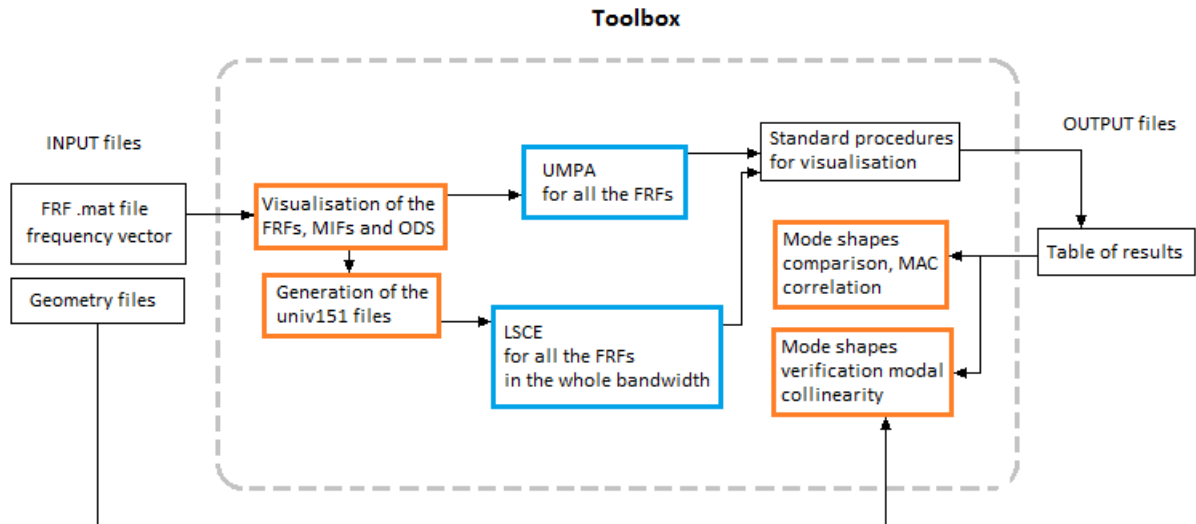 Toolbox
INPUT files
FRF .mat file
frequency vector
Geometry files
Visualisation of the
FRFs, MIFs and ODS
Generation of the
univ151 files
UMPA
for all the FRFs
LSCE
for all the FRFs
in the whole bandwidth
Standard procedures
for visualisation
Mode shapes
comparison, MAC
correlation
Mode shapes
verification modal
collinearity
OUTPUT files
Table of results